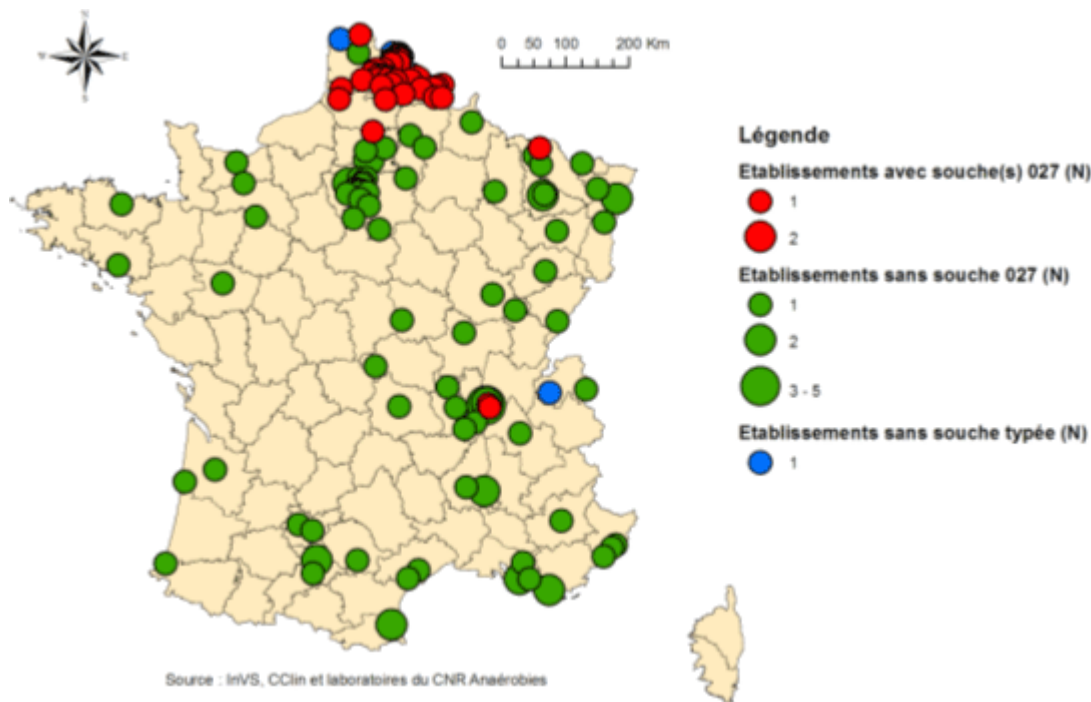 0 50 100 200 Km
Légende
Etablissements avec souche(s) 027 (N)
1
2
Etablissements sans souche 027 (N)
1
2
3 - 5
Etablissements sans souche typée (N)
1
Source : InVS, CClin et laboratoires du CNR Anaérobies